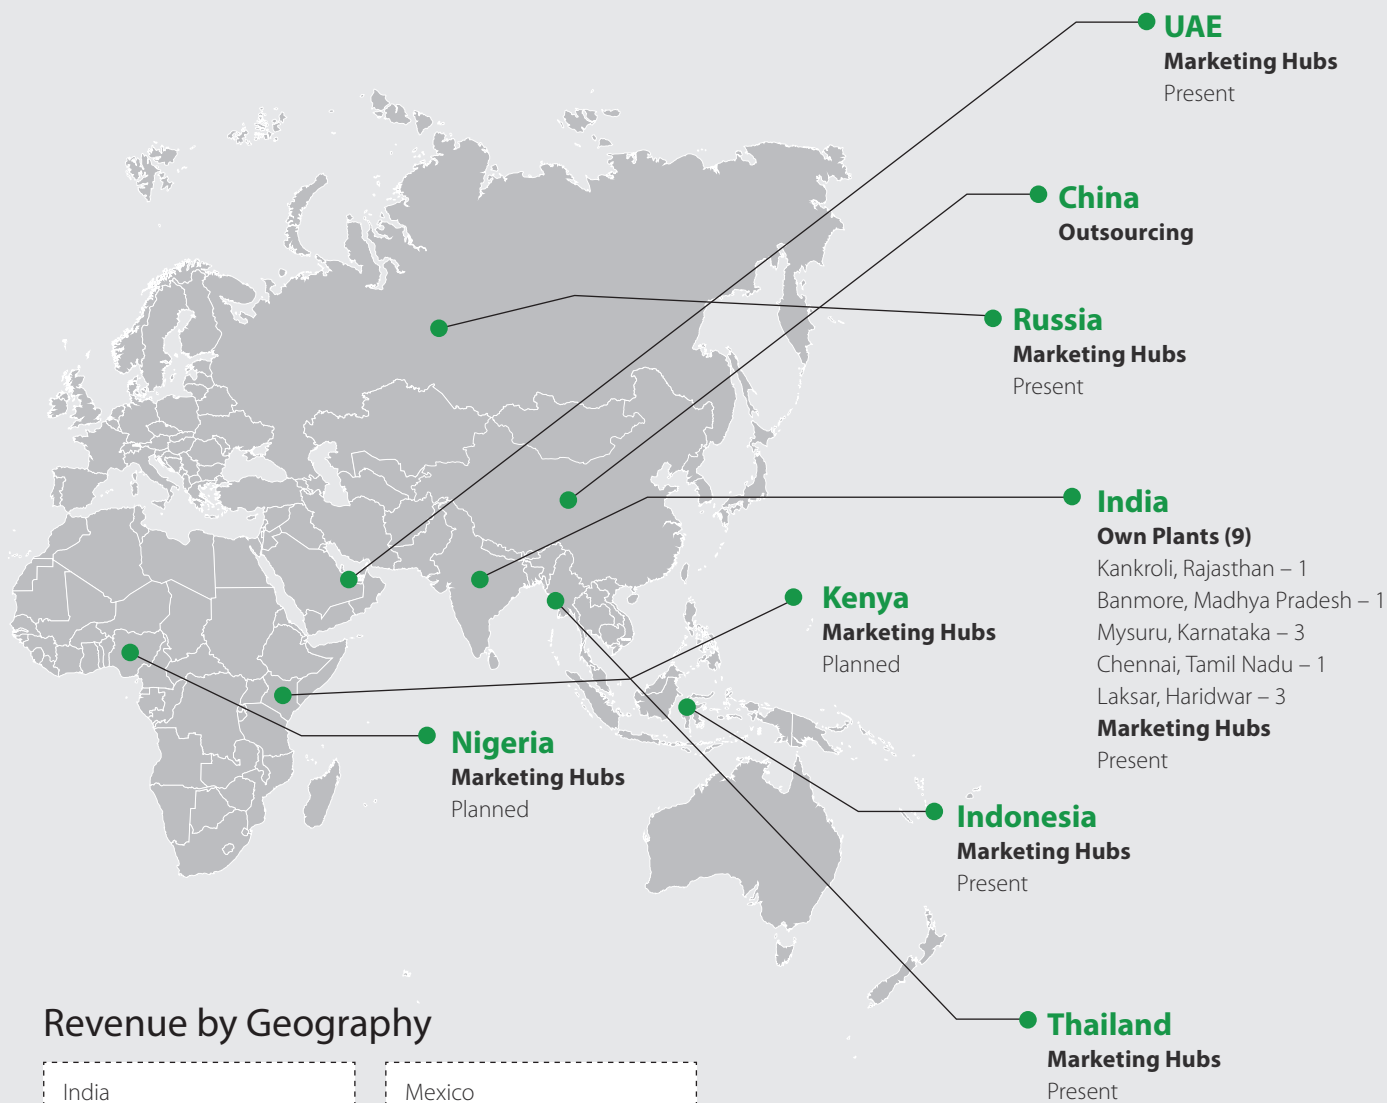 UAE
Marketing Hubs
Present
China
Outsourcing
Russia
Marketing Hubs
Present
India
Own Plants (9)
Kankroli, Rajasthan – 1
Banmore, Madhya Pradesh – 1
Mysuru, Karnataka – 3
Chennai, Tamil Nadu – 1
Laksar, Haridwar – 3
Marketing Hubs
Present
Kenya
Marketing Hubs
Planned
Nigeria
Marketing Hubs
Planned
Indonesia
Marketing Hubs
Present
Thailand
Marketing Hubs
Present
Revenue by Geography
India
Mexico